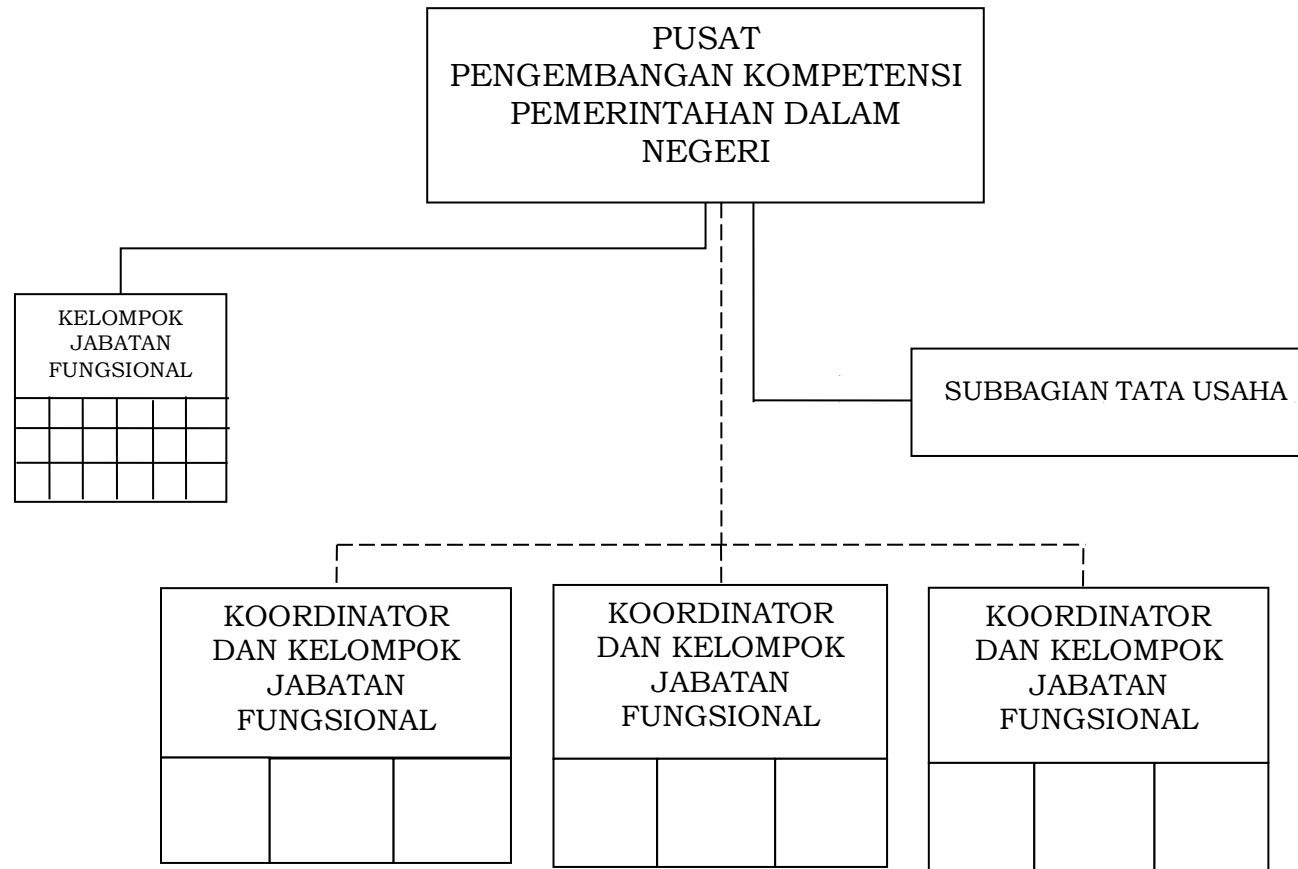 PUSAT
PENGEMBANGAN KOMPETENSI
PEMERINTAHAN DALAM
NEGERI
KELOMPOK
JABATAN
FUNGSIONAL
SUBBAGIAN TATA USAHA
KOORDINATOR
DAN KELOMPOK
JABATAN
FUNGSIONAL
KOORDINATOR
DAN KELOMPOK
JABATAN
FUNGSIONAL
KOORDINATOR
DAN KELOMPOK
JABATAN
FUNGSIONAL